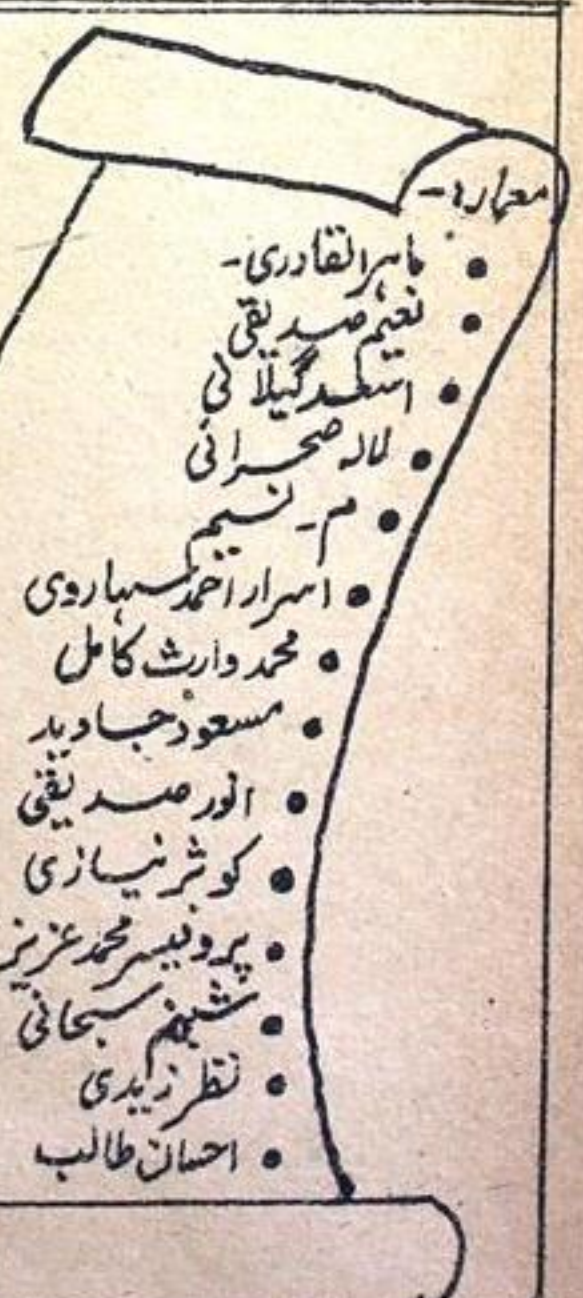 معمار:-
• ماہر القادری-
• نعیم صدیقی
• اسعد گیلانی
• لالہ صحرائی
• م- نسیم
• اسرار احمد سہاروی
• محمد وارث کامل
• مسعود جاوید
• انور صدیقی
• کوثر نیازی
• پروفیسر محمد عزیز
• شبنم سبحانی
• نظر زیدی
• احسان طالب